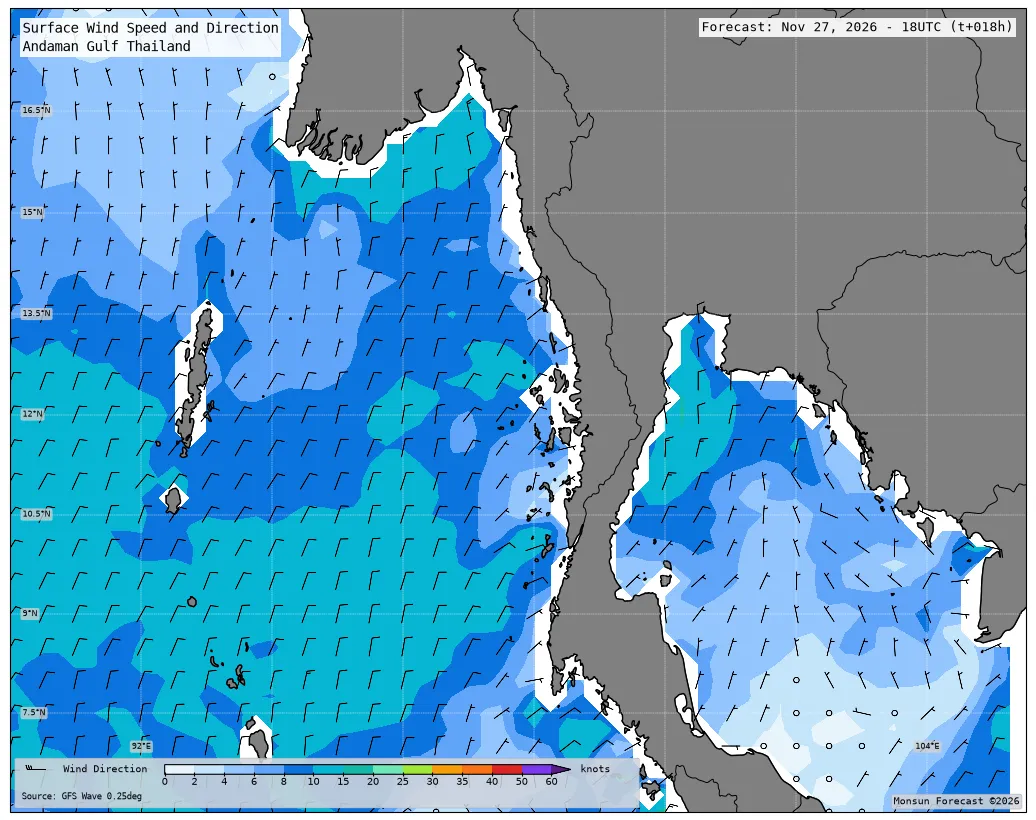 Surface Wind Speed and Direction
Andaman Gulf Thailand
Forecast: Nov 27, 2026 - 18UTC (t+018h)
16.5°N
15°N
13.5°N
12°N
10.5°N
9°N
7.5°N
92°E
104°E
Wind Direction
0 2 4 6 8 10 15 20 25 30 35 40 50 60 knots
Source: GFS Wave 0.25deg
Monsun Forecast ©2026